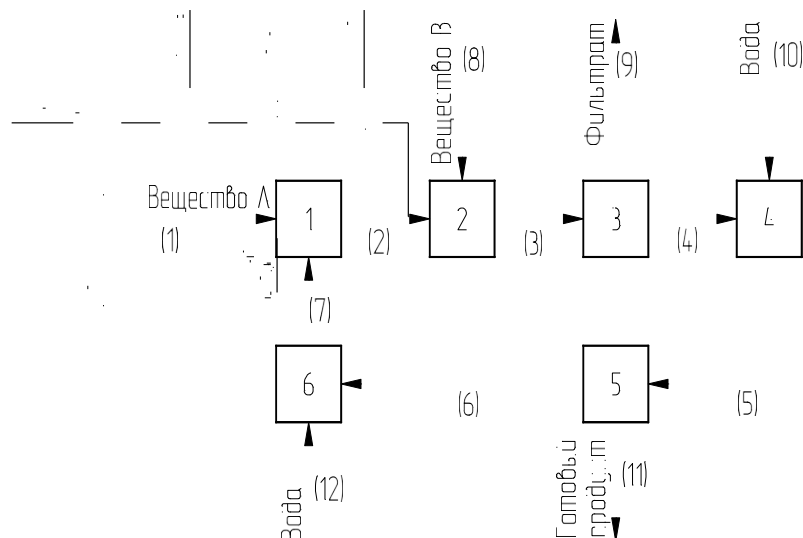 Вещество В
(8)
Фильтрат
(9)
Вода
(10)
Вещество А
(1)
1
(2)
2
(3)
3
(4)
4
(7)
6
(6)
5
(5)
Вода
(12)
Готовый
продукт
(11)